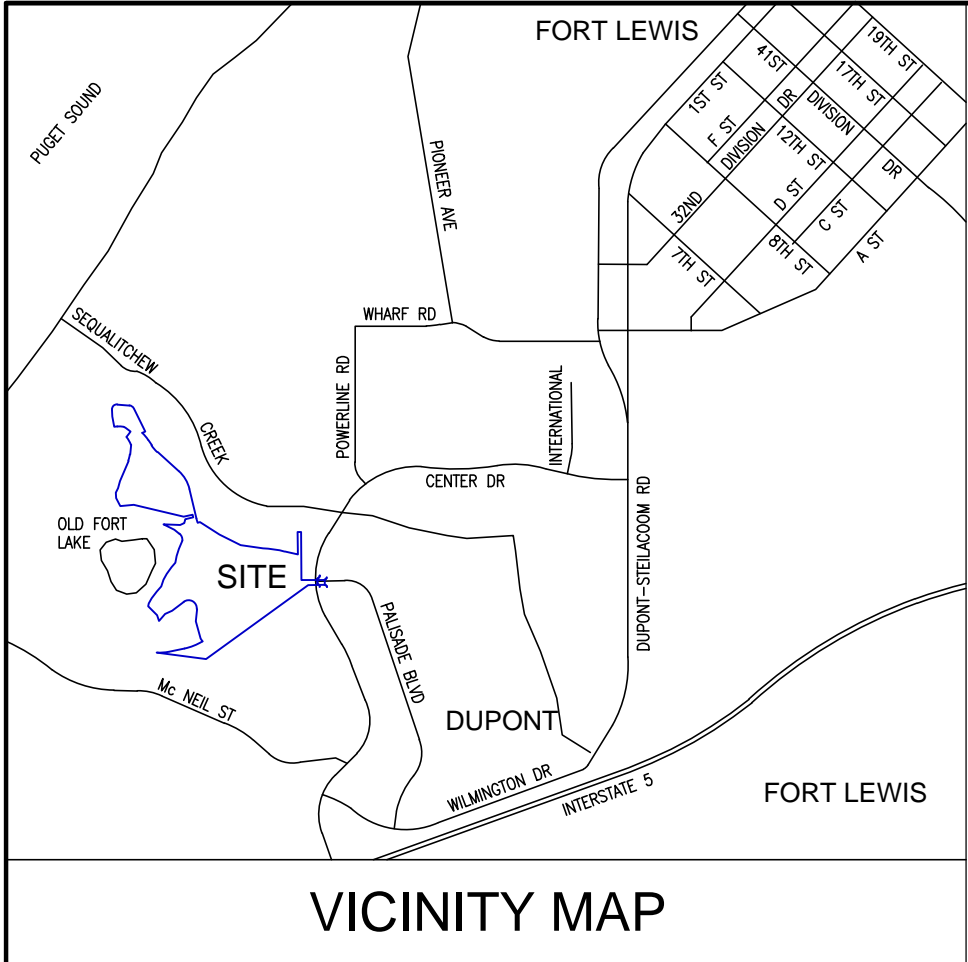 FORT LEWIS
19TH ST
41ST
DIVISION
DR
17TH ST
1ST ST
F ST
32ND
DIVISION
DR
12TH ST
D ST
C ST
A ST
8TH ST
7TH ST
PUGET SOUND
PIONEER AVE
WHARF RD
SEQUALITCHEW
CREEK
POWERLINE RD
INTERNATIONAL
CENTER DR
DUPONT-STEILACOOM RD
OLD FORT
LAKE
SITE
PALISADE BLVD
Mc NEIL ST
DUPONT
WILMINGTON DR
INTERSTATE 5
FORT LEWIS
VICINITY MAP